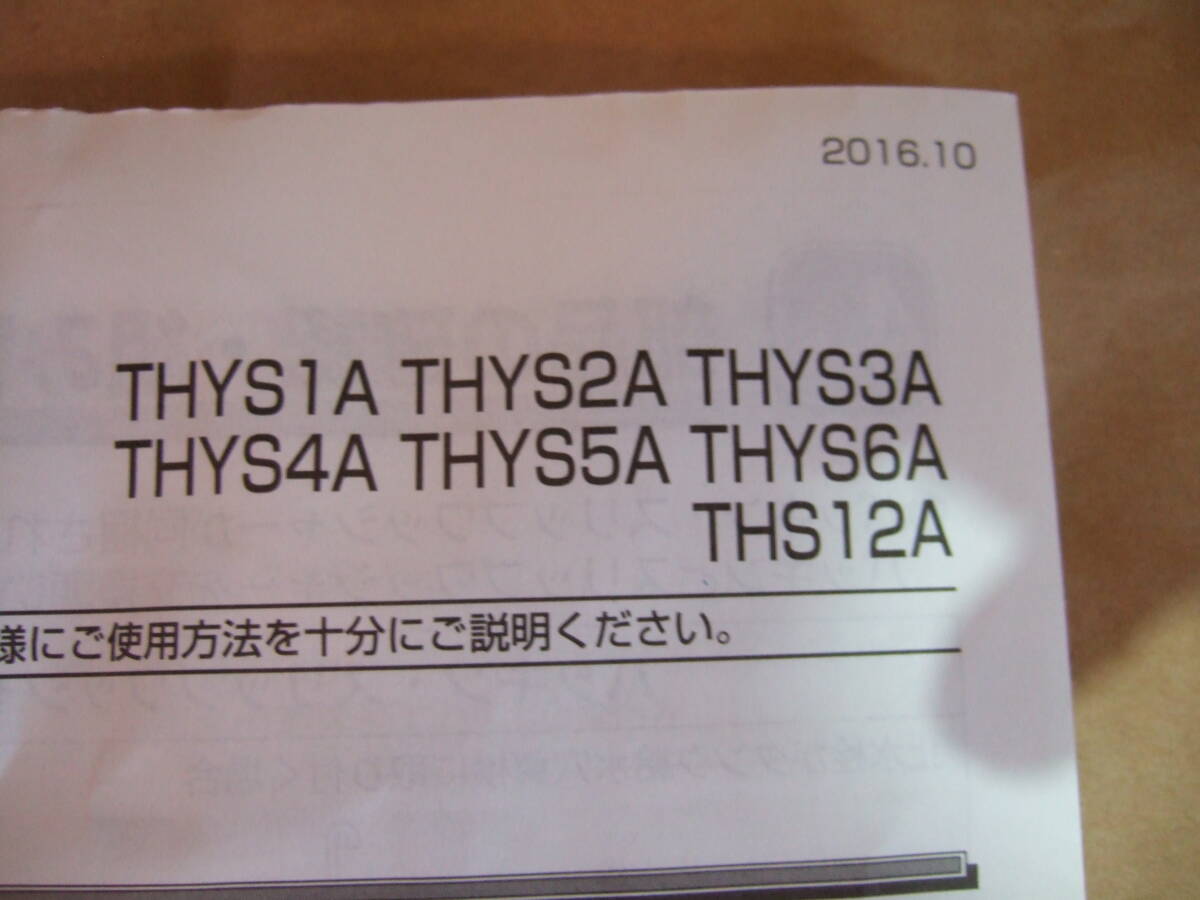 2016.10
THYS1A THYS2A THYS3A
THYS4A THYS5A THYS6A
THS12A
様にご使用方法を十分にご説明ください。